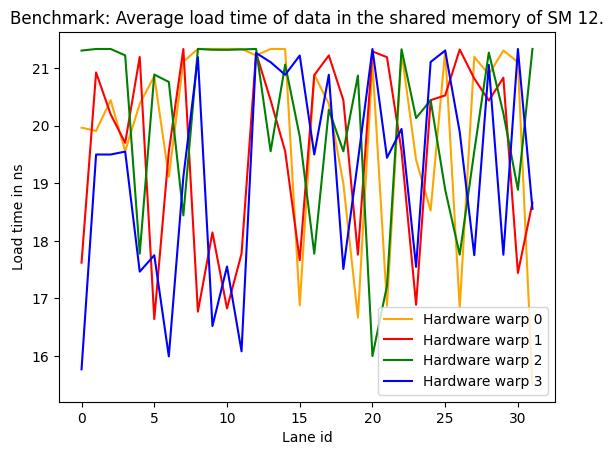 Benchmark: Average load time of data in the shared memory of SM 12.
Load time in ns
21
20
19
18
17
16
Hardware warp 0
Hardware warp 1
Hardware warp 2
Hardware warp 3
0 5 10 15 20 25 30
Lane id